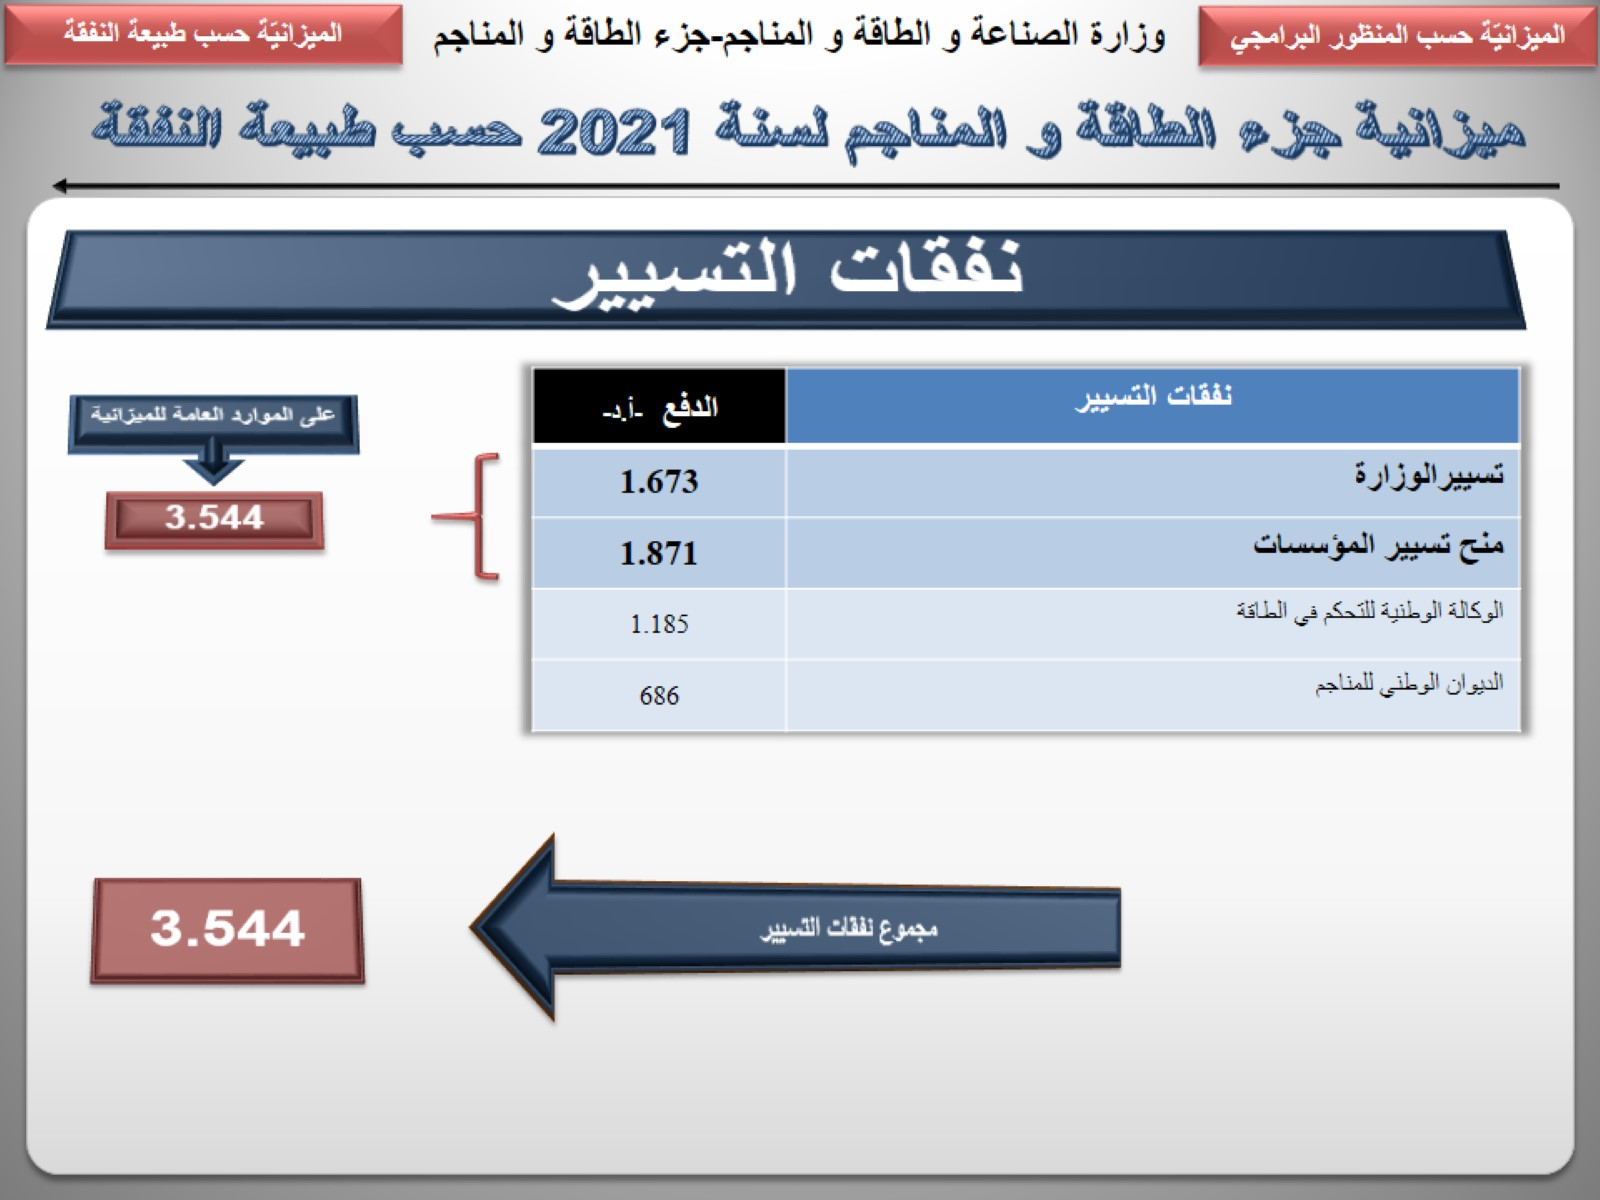 الميزانيّة حسب المنظور البرامجي
وزارة الصناعة و الطاقة و المناجم-جزء الطاقة و المناجم
الميزانيّة حسب طبيعة النفقة
ميزانية جزء الطاقة و المناجم لسنة 2021 حسب طبيعة النفقة
نفقات التسيير
نفقات التسيير
الدفع -أ.د-
تسييرالوزارة
1.673
منح تسيير المؤسسات
1.871
الوكالة الوطنية للتحكم في الطاقة
1.185
الديوان الوطني للمناجم
686
على الموارد العامة للميزانية
3.544
مجموع نفقات التسيير
3.544